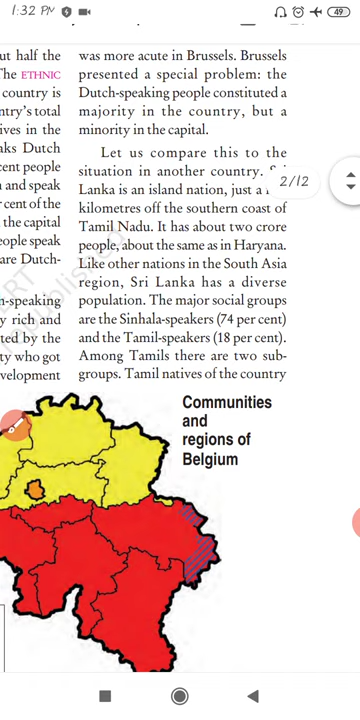 1:32 PM
49
ut half the
he ETHNIC
country is
ntry's total
ives in the
aks Dutch
cent people
and speak
cent of the
the capital
eople speak
are Dutch-
n-speaking
y rich and
ted by the
ty who got
velopment
was more acute in Brussels. Brussels
presented a special problem: the
Dutch-speaking people constituted a
majority in the country, but a
minority in the capital.
Let us compare this to the
situation in another country.
Lanka is an island nation, just a
kilometres off the southern coast of
Tamil Nadu. It has about two crore
people, about the same as in Haryana.
Like other nations in the South Asia
region, Sri Lanka has a diverse
population. The major social groups
are the Sinhala-speakers (74 per cent)
and the Tamil-speakers (18 per cent).
Among Tamils there are two sub-
groups. Tamil natives of the country
2/12
Communities
and
regions of
Belgium